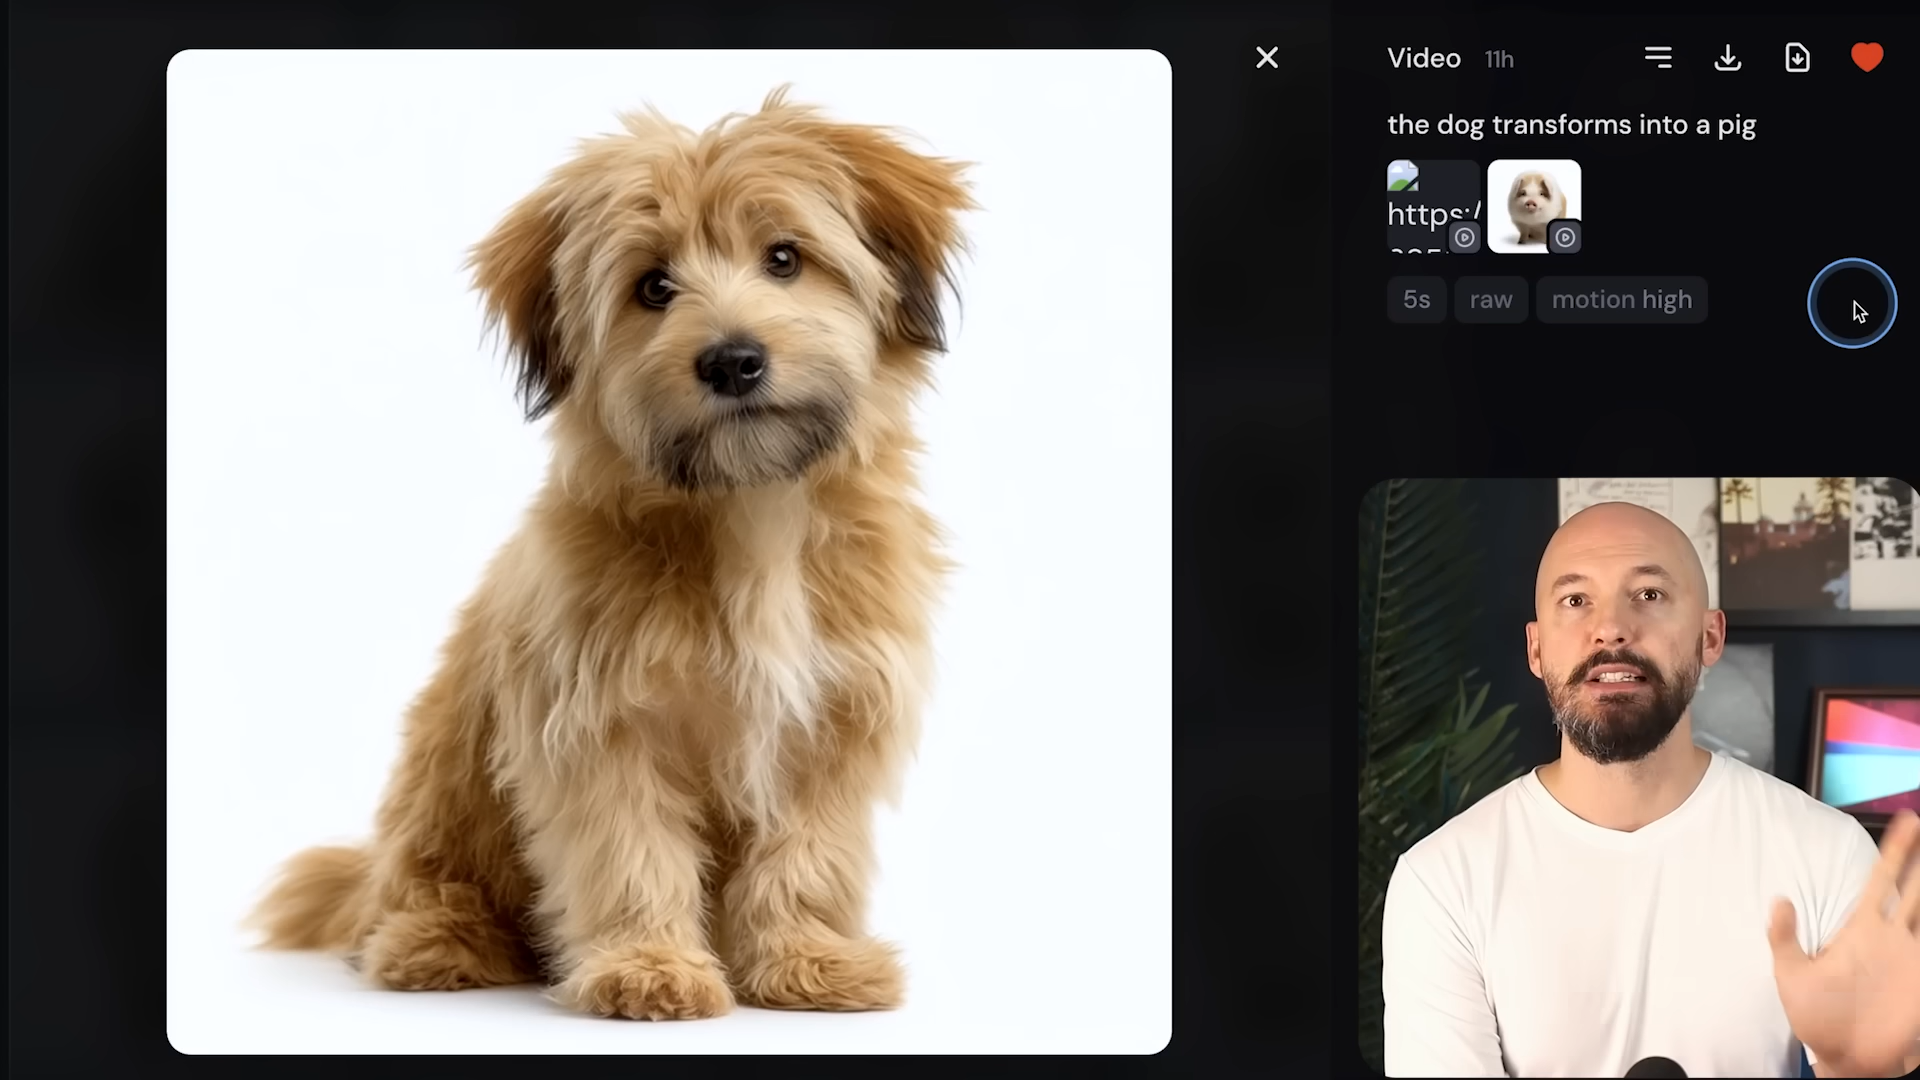 Video 11h
the dog transforms into a pig
https:/
5s raw motion high